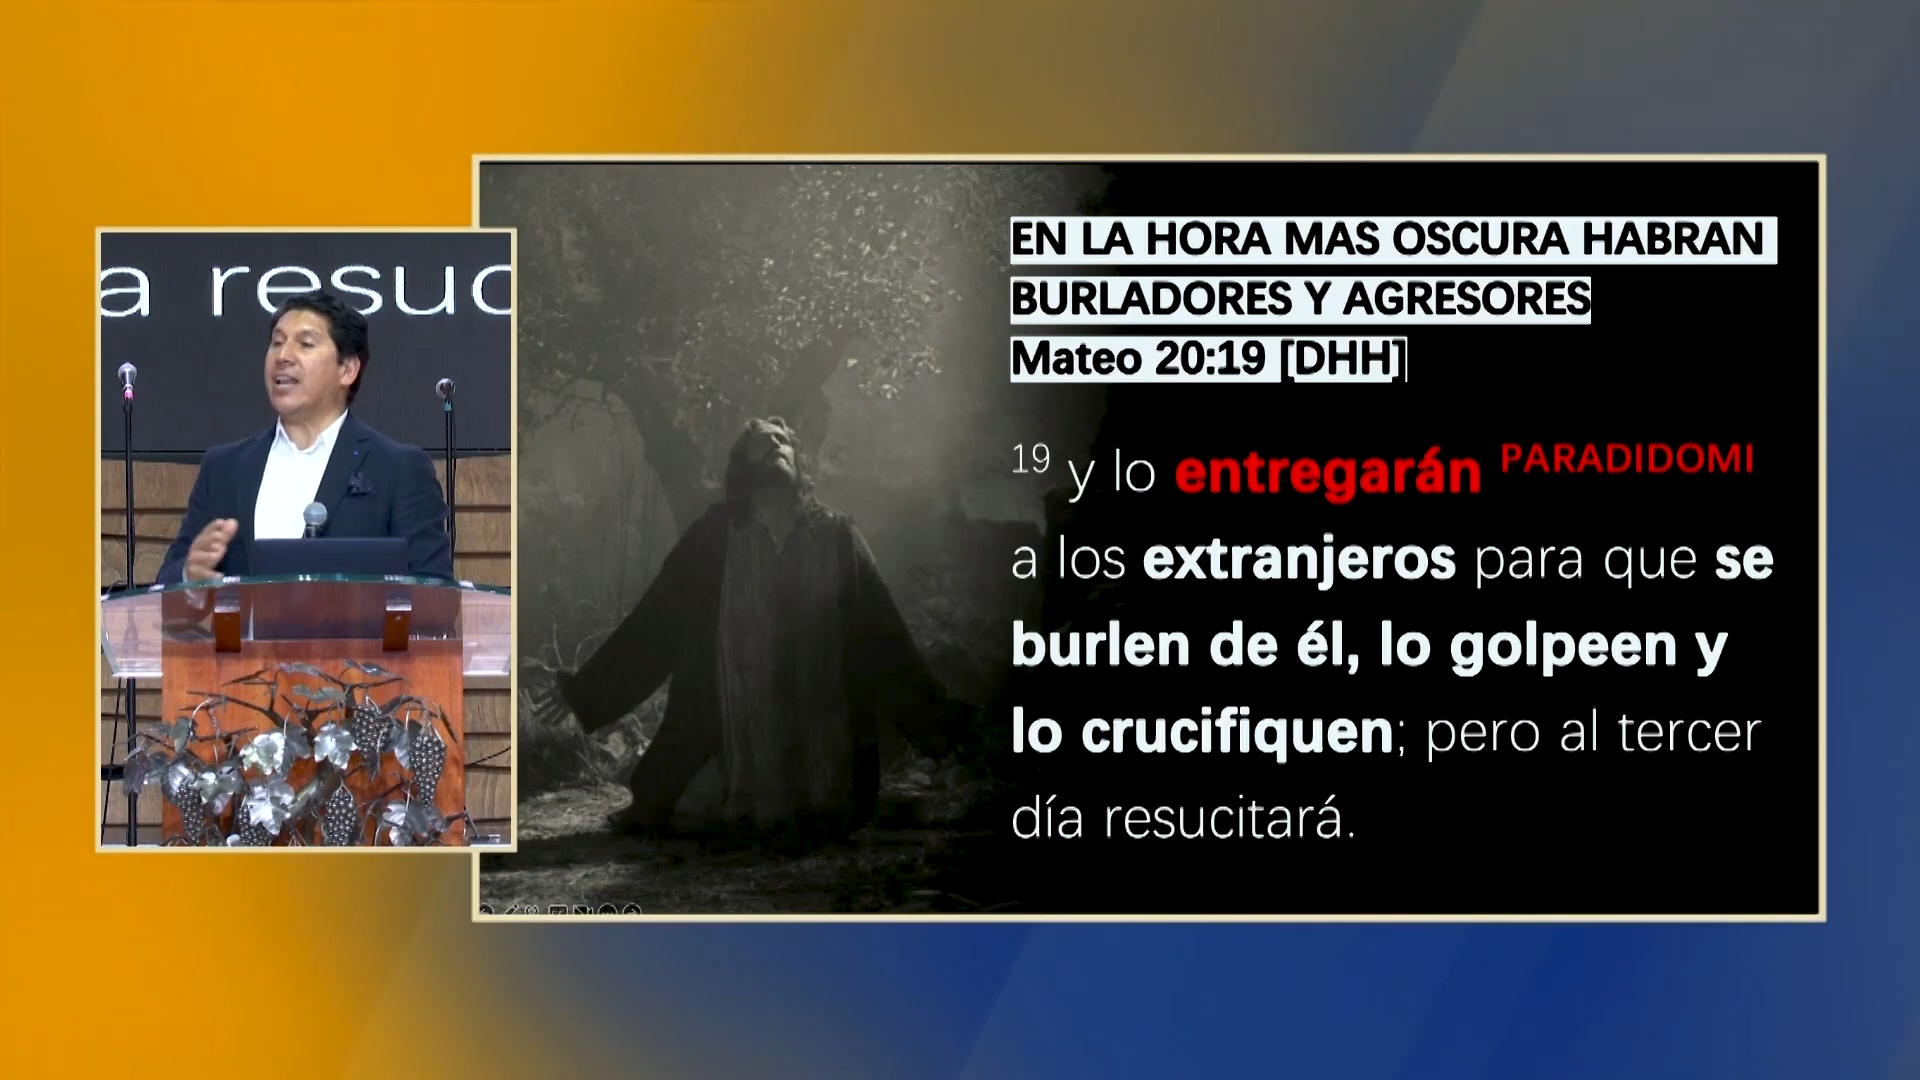 a resuc
EN LA HORA MAS OSCURA HABRAN
BURLADORES Y AGRESORES
Mateo 20:19 [DHH]
19 y lo entregarán PARADIDOMI
a los extranjeros para que se
burlen de él, lo golpeen y
lo crucifiquen; pero al tercer
día resucitará.